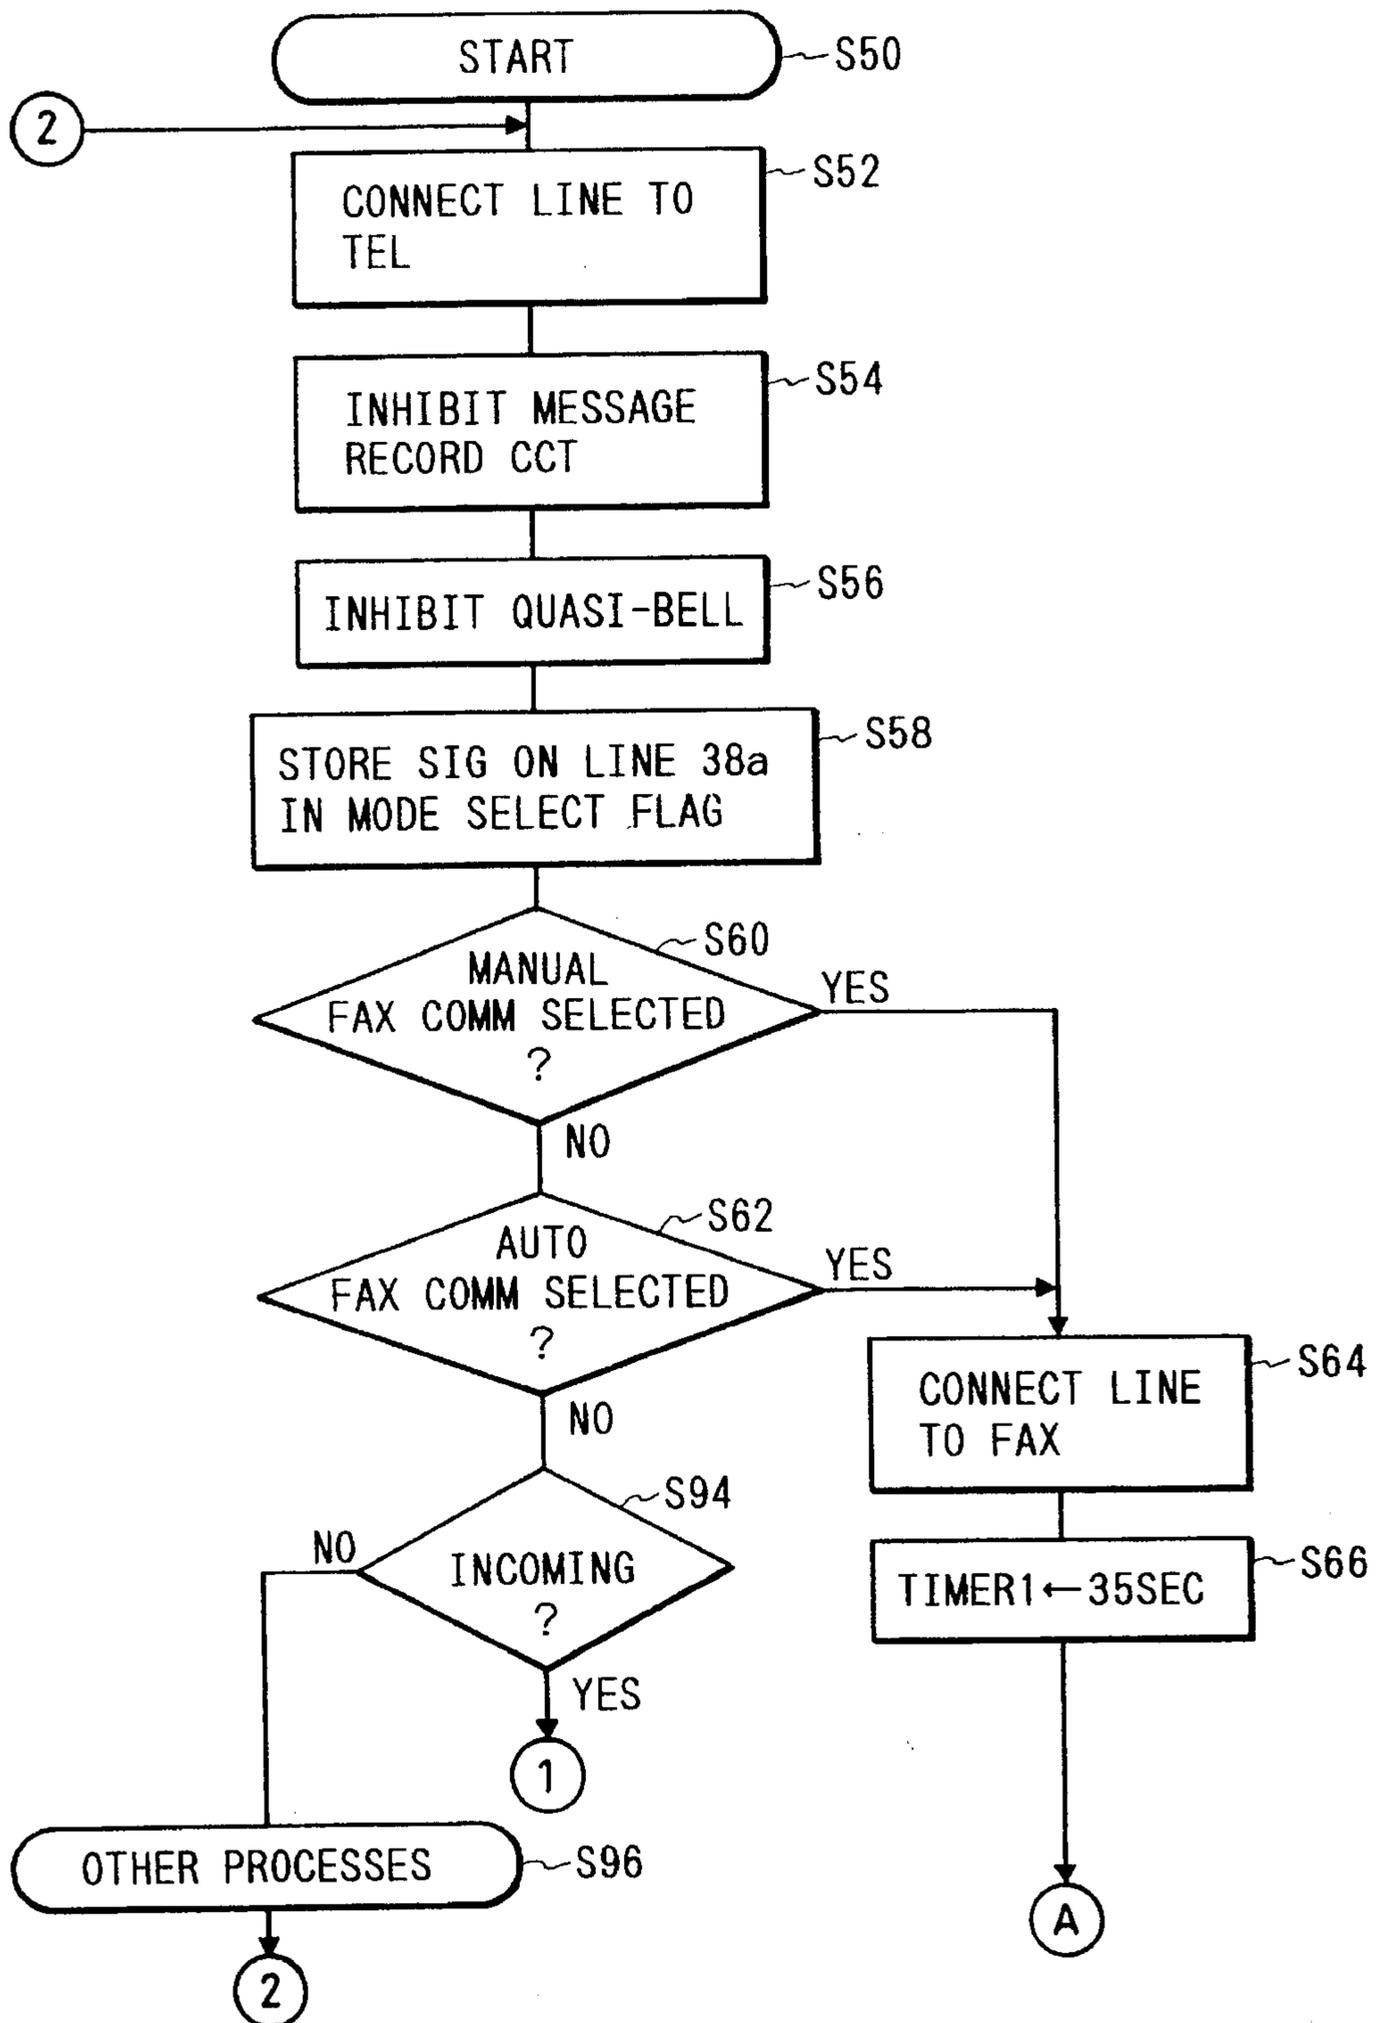 START
S50
2
S52
CONNECT LINE TO
TEL
S54
INHIBIT MESSAGE
RECORD CCT
S56
INHIBIT QUASI-BELL
S58
STORE SIG ON LINE 38a
IN MODE SELECT FLAG
S60
MANUAL
FAX COMM SELECTED
?
YES
NO
S62
AUTO
FAX COMM SELECTED
?
YES
NO
S64
CONNECT LINE
TO FAX
S94
INCOMING
?
NO
YES
S66
TIMER1←35SEC
1
OTHER PROCESSES
S96
A
2